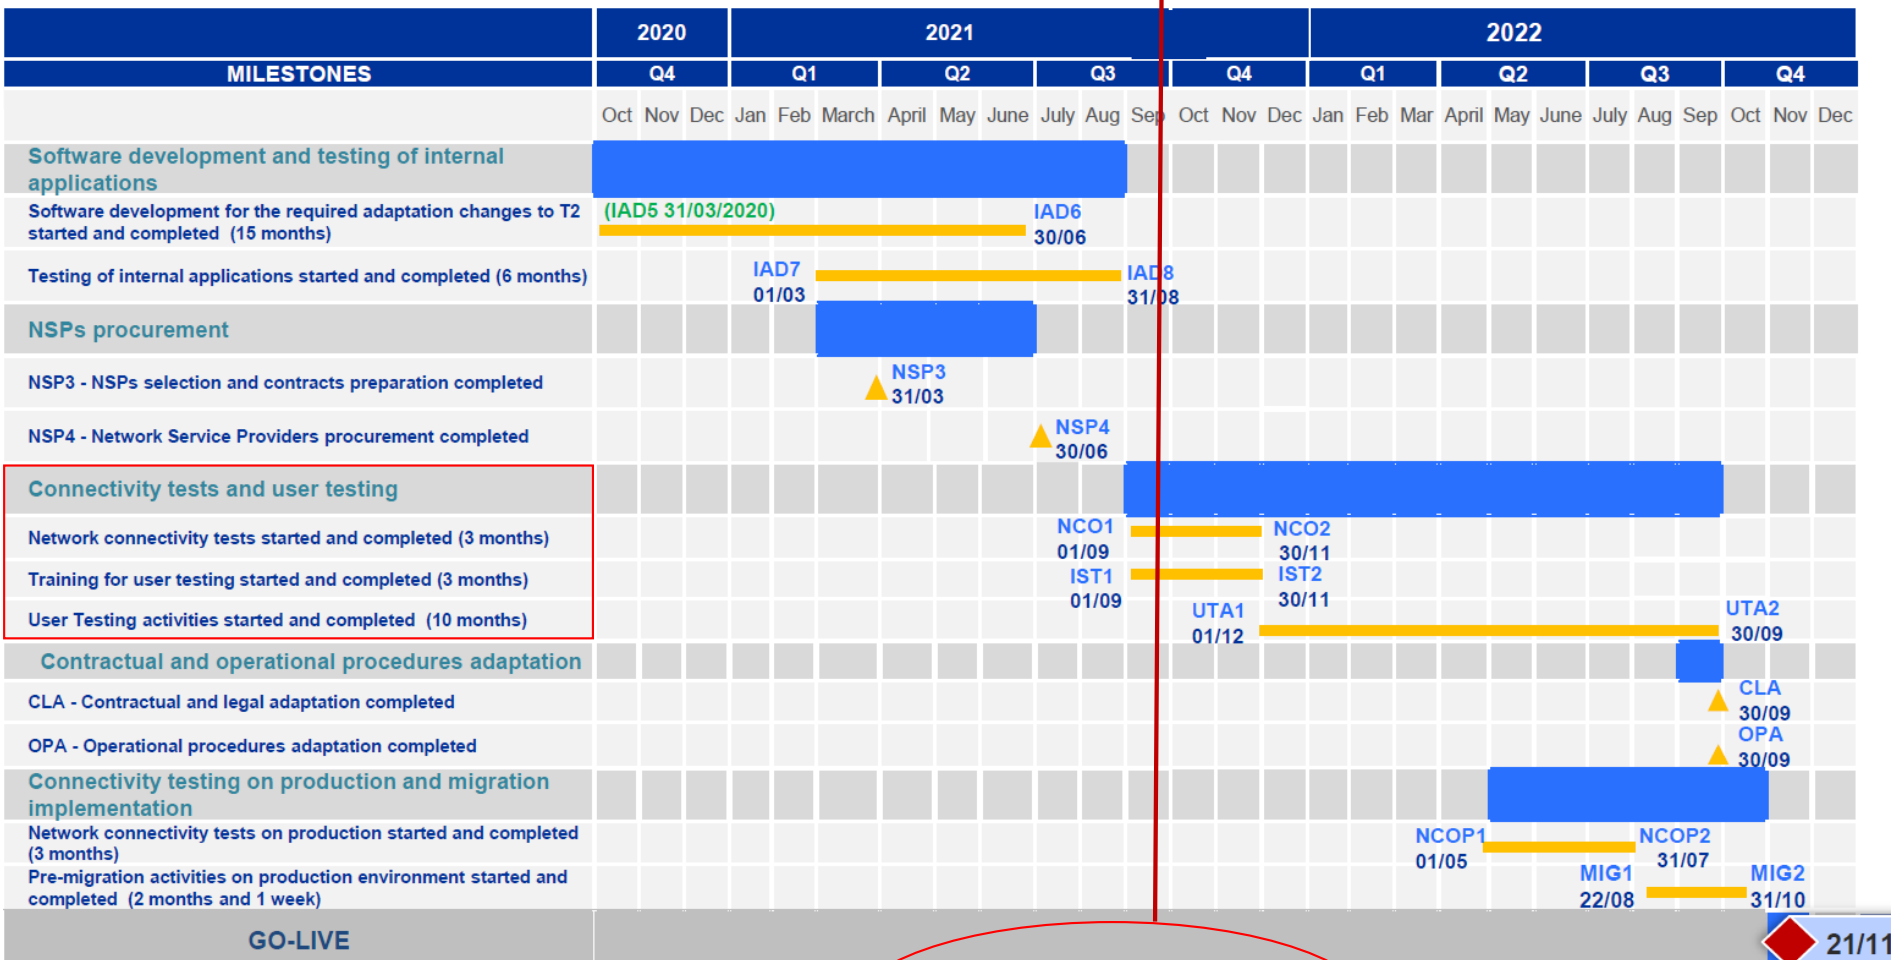 2020 2021 2022
MILESTONES Q4 Q1 Q2 Q3 Q4 Q1 Q2 Q3 Q4
Oct Nov Dec Jan Feb March April May June July Aug Sep Oct Nov Dec Jan Feb Mar April May June July Aug Sep Oct Nov Dec
Software development and testing of internal
applications
Software development for the required adaptation changes to T2
started and completed (15 months)
(IAD5 31/03/2020)
IAD6
30/06
Testing of internal applications started and completed (6 months)
IAD7
01/03
IAD8
31/08
NSPs procurement
NSP3 - NSPs selection and contracts preparation completed
NSP3
31/03
NSP4 - Network Service Providers procurement completed
NSP4
30/06
Connectivity tests and user testing
Network connectivity tests started and completed (3 months)
NCO1
01/09
NCO2
30/11
Training for user testing started and completed (3 months)
IST1
01/09
IST2
30/11
User Testing activities started and completed (10 months)
UTA1
01/12
UTA2
30/09
Contractual and operational procedures adaptation
CLA - Contractual and legal adaptation completed
CLA
30/09
OPA - Operational procedures adaptation completed
OPA
30/09
Connectivity testing on production and migration
implementation
Network connectivity tests on production started and completed
(3 months)
NCOP1
01/05
NCOP2
31/07
Pre-migration activities on production environment started and
completed (2 months and 1 week)
MIG1
22/08
MIG2
31/10
GO-LIVE
21/11